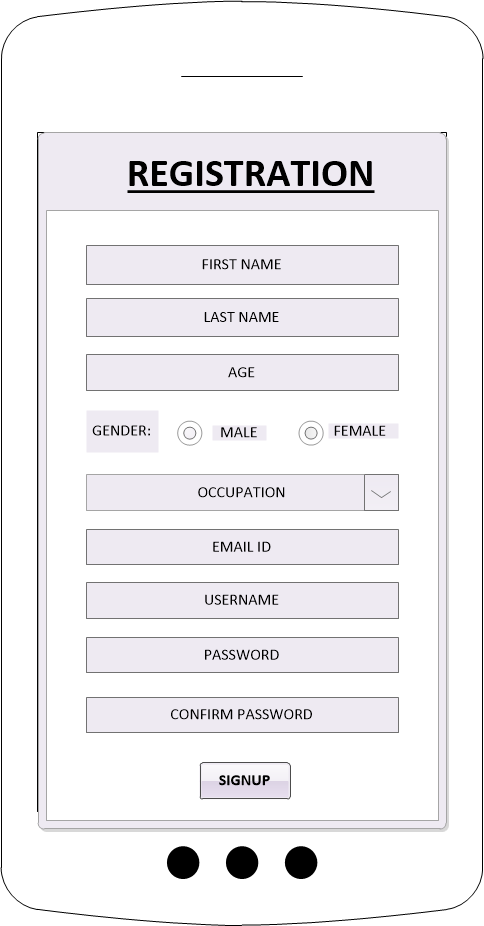 REGISTRATION
FIRST NAME
LAST NAME
AGE
GENDER: MALE FEMALE
OCCUPATION
EMAIL ID
USERNAME
PASSWORD
CONFIRM PASSWORD
SIGNUP